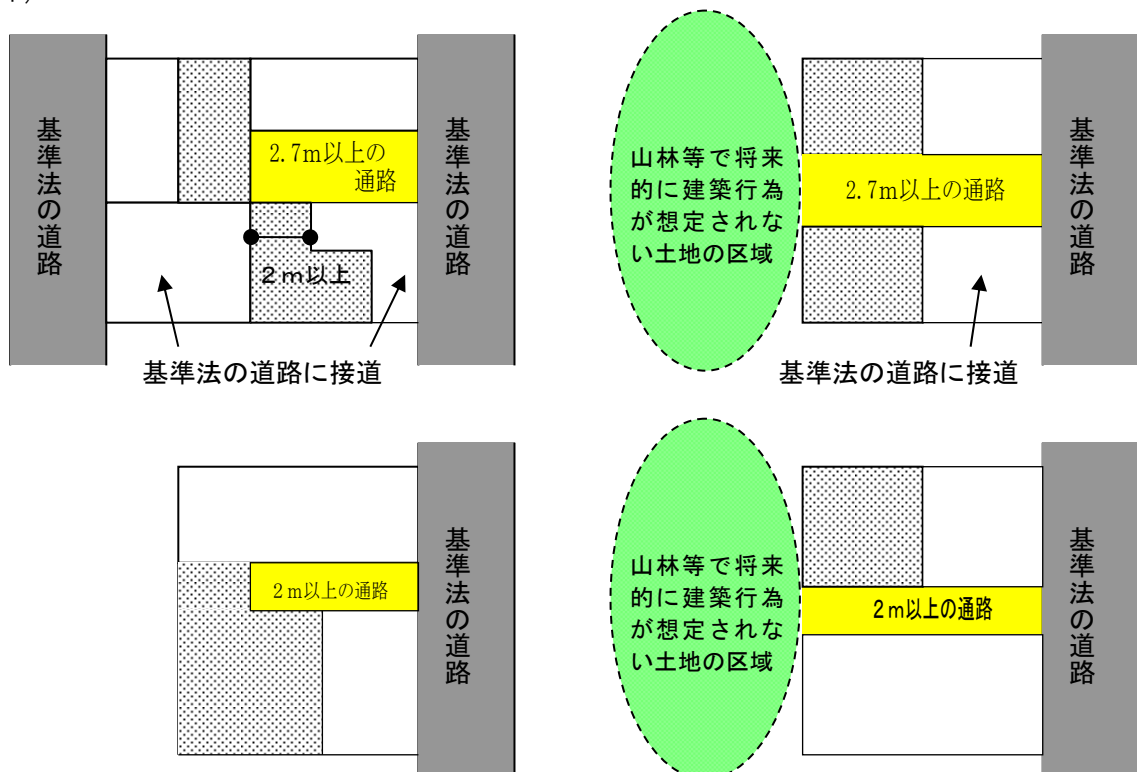 基準法の道路
2.7m以上の
通路
2m以上
基準法の道路
基準法の道路に接道
山林等で将来
的に建築行為
が想定されな
い土地の区域
2.7m以上の通路
基準法の道路
基準法の道路に接道
2m以上の通路
基準法の道路
山林等で将来
的に建築行為
が想定されな
い土地の区域
2m以上の通路
基準法の道路